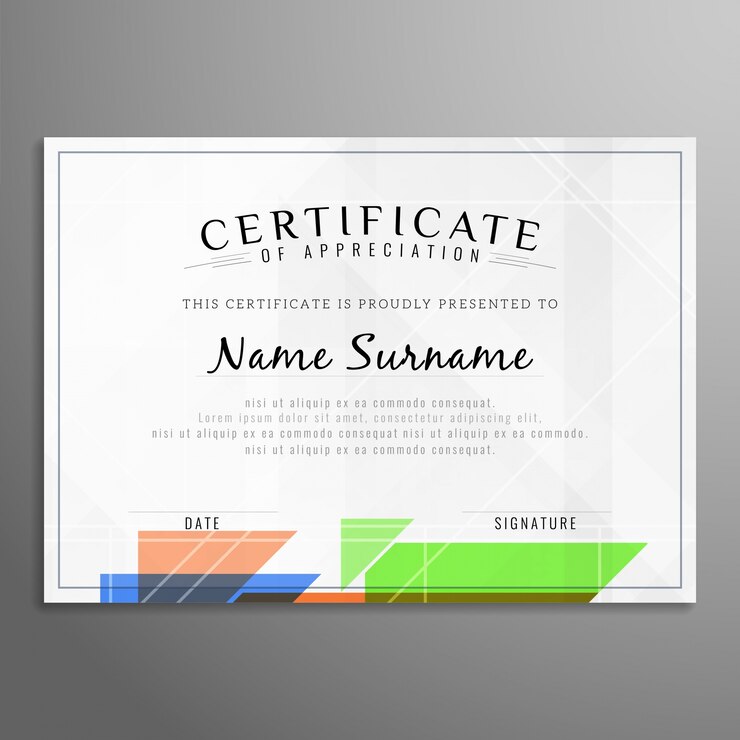 CERTIFICATE
OF APPRECIATION
THIS CERTIFICATE IS PROUDLY PRESENTED TO
Name Surname
nisi ut aliquip ex ea commodo consequat.
Lorem ipsum dolor sit amet, consectetur adipiscing elit,
nisi ut aliquip ex ea commodo consequat nisi ut aliquip ex ea commodo.
nisi ut aliquip ex ea commodo consequat.
DATE
SIGNATURE